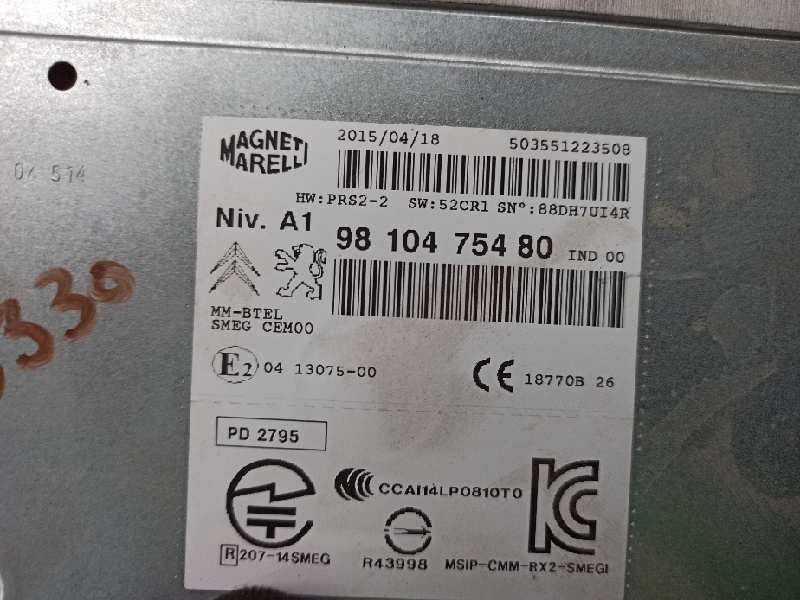 MAGNETI MARELLI
2015/04/18 503551223508
HW:PRS2-2 SW:52CR1 SN°:88DH7UI4R
Niv. A1
98 104 754 80 IND 00
MM-BTEL
SMEG CEM00
E2 04 13075-00
CE 18770B 26
PD 2795
CCAI14LP0810T0
R 207-14SMEG
R43998
MSIP-CMM-RX2-SMEGI
04 514
330